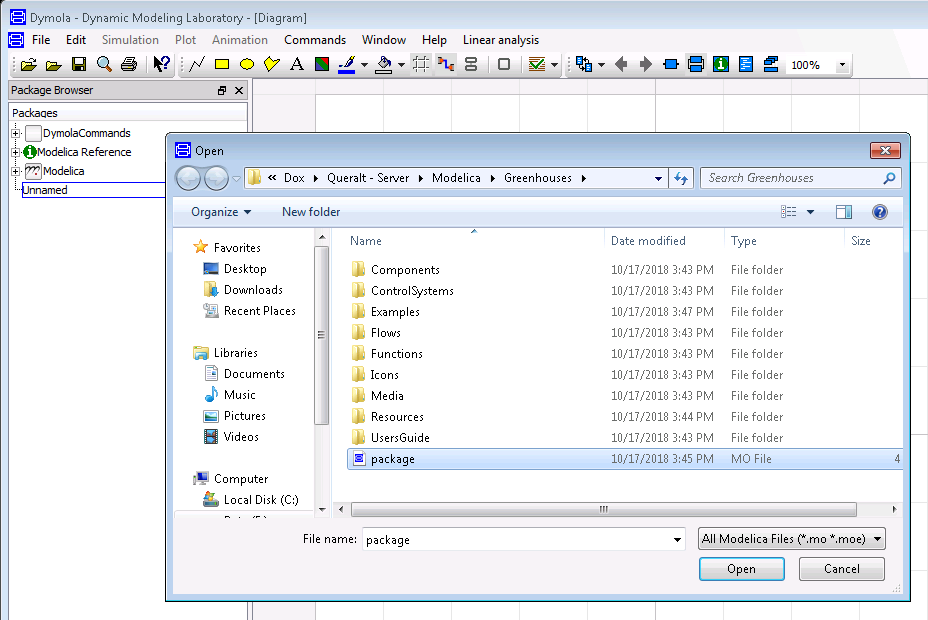 Dymola - Dynamic Modeling Laboratory - [Diagram]
File Edit Simulation Plot Animation Commands Window Help Linear analysis
A 100%
Package Browser
Packages
DymolaCommands
Modelica Reference
Modelica
Unnamed
Open
« Dox Queralt - Server Modelica Greenhouses
Search Greenhouses
Organize New folder
Name Date modified Type Size
Favorites
Desktop
Downloads
Recent Places
Libraries
Documents
Music
Pictures
Videos
Computer
Local Disk (C:)
Components 10/17/2018 3:43 PM File folder
ControlSystems 10/17/2018 3:43 PM File folder
Examples 10/17/2018 3:47 PM File folder
Flows 10/17/2018 3:43 PM File folder
Functions 10/17/2018 3:43 PM File folder
Icons 10/17/2018 3:43 PM File folder
Media 10/17/2018 3:43 PM File folder
Resources 10/17/2018 3:44 PM File folder
UsersGuide 10/17/2018 3:43 PM File folder
package 10/17/2018 3:45 PM MO File 4
File name: package All Modelica Files (*.mo *.moe)
Open Cancel